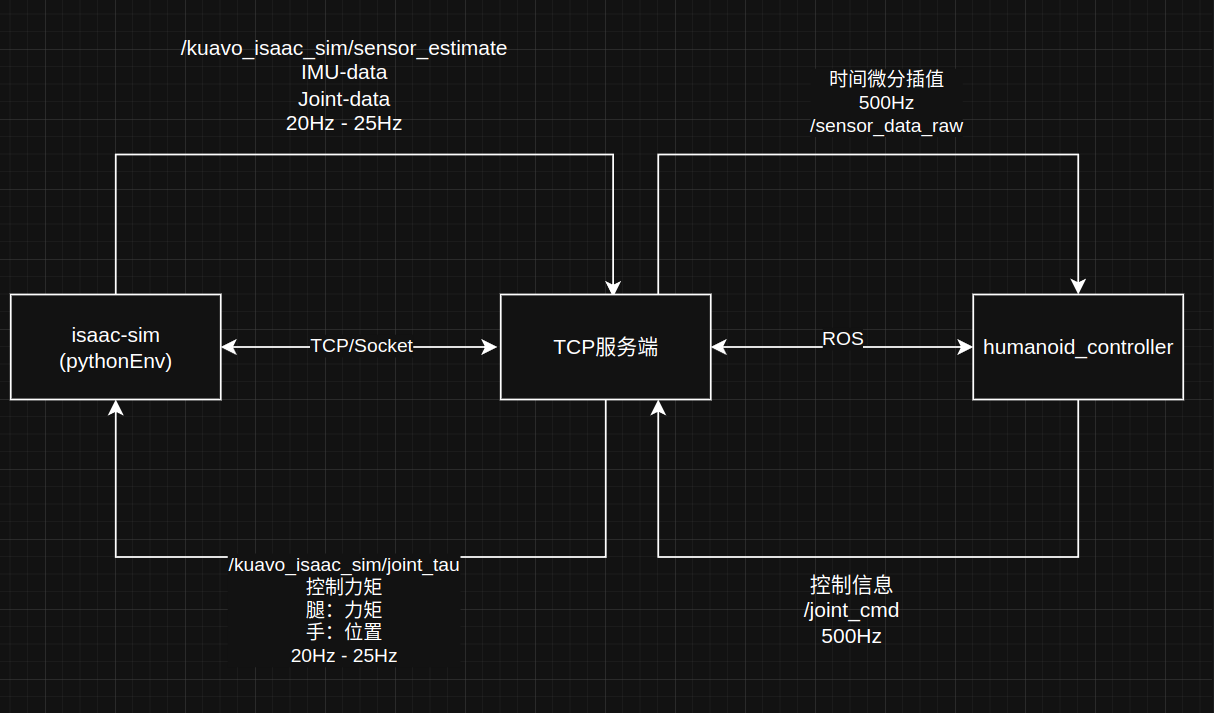 /kuavo_isaac_sim/sensor_estimate
IMU-data
Joint-data
20Hz - 25Hz
时间微分插值
500Hz
/sensor_data_raw
isaac-sim
(pythonEnv)
TCP/Socket
TCP服务端
ROS
humanoid_controller
/kuavo_isaac_sim/joint_tau
控制力矩
腿：力矩
手：位置
20Hz - 25Hz
控制信息
/joint_cmd
500Hz